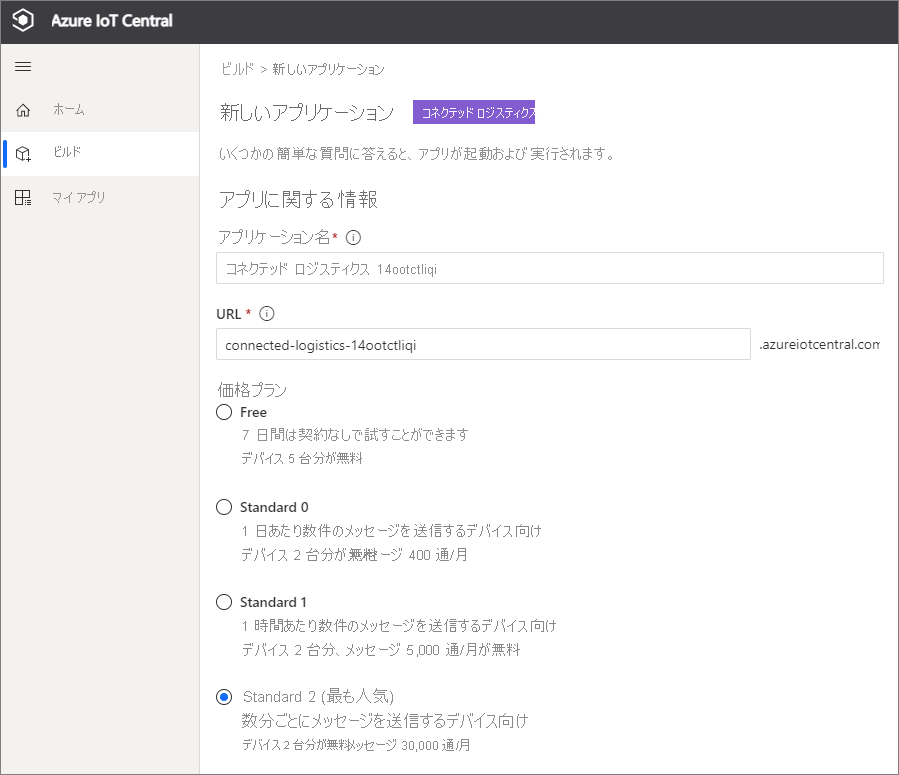 Azure IoT Central
ホーム
ビルド
マイ アプリ
ビルド > 新しいアプリケーション
新しいアプリケーション コネクテッド ロジスティクス
いくつかの簡単な質問に答えると、アプリが起動および実行されます。
アプリに関する情報
アプリケーション名*
コネクテッド ロジスティクス 14ootctliqi
URL *
connected-logistics-14ootctliqi .azureiotcentral.com
価格プラン
Free
7 日間は契約なしで試すことができます
デバイス 5 台分が無料
Standard 0
1 日あたり数件のメッセージを送信するデバイス向け
デバイス 2 台分が無料 ージ 400 通/月
Standard 1
1 時間あたり数件のメッセージを送信するデバイス向け
デバイス 2 台分、メッセージ 5,000 通/月が無料
Standard 2 (最も人気)
数分ごとにメッセージを送信するデバイス向け
デバイス 2 台分が無料メッセージ 30,000 通/月